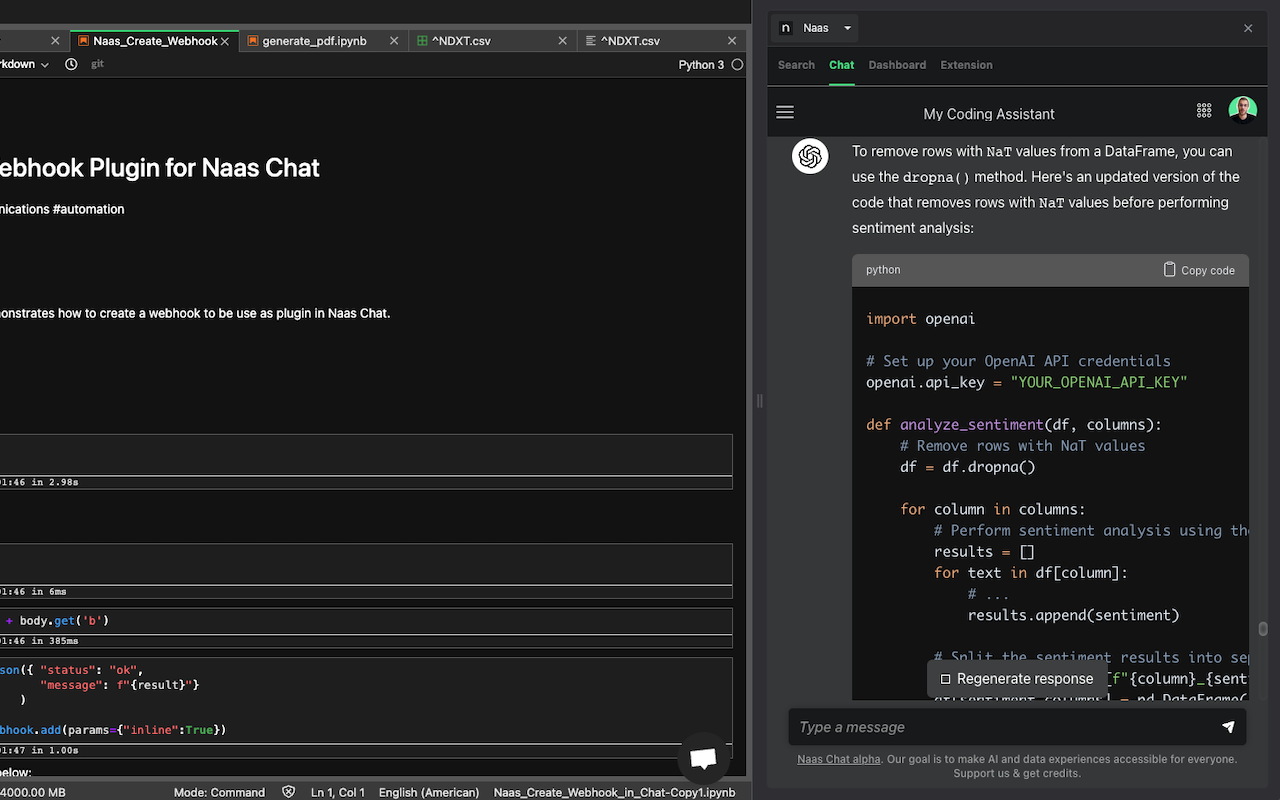 Naas_Create_Webhook
generate_pdf.ipynb
^NDXT.csv
^NDXT.csv
rkdown
git
Python 3
ebhook Plugin for Naas Chat
nications #automation
onstrates how to create a webhook to be use as plugin in Naas Chat.
01:46 in 2.98s
01:46 in 6ms
+ body.get('b')
01:46 in 385ms
son({ "status": "ok",
"message": f"{result}"}
)
bhook.add(params={"inline":True})
01:47 in 1.00s
below:
4000.00 MB
Mode: Command
Ln 1, Col 1
English (American)
Naas_Create_Webhook_in_Chat-Copy1.ipynb
n Naas
Search Chat Dashboard Extension
My Coding Assistant
To remove rows with NaT values from a DataFrame, you can
use the dropna() method. Here's an updated version of the
code that removes rows with NaT values before performing
sentiment analysis:
python
Copy code
import openai
# Set up your OpenAI API credentials
openai.api_key = "YOUR_OPENAI_API_KEY"
def analyze_sentiment(df, columns):
# Remove rows with NaT values
df = df.dropna()
for column in columns:
# Perform sentiment analysis using the
results = []
for text in df[column]:
# ...
results.append(sentiment)
# Split the sentiment results into sep
[f"{column}_{sent
Regenerate response
= pd.DataFrame(
Type a message
Naas Chat alpha. Our goal is to make AI and data experiences accessible for everyone.
Support us & get credits.